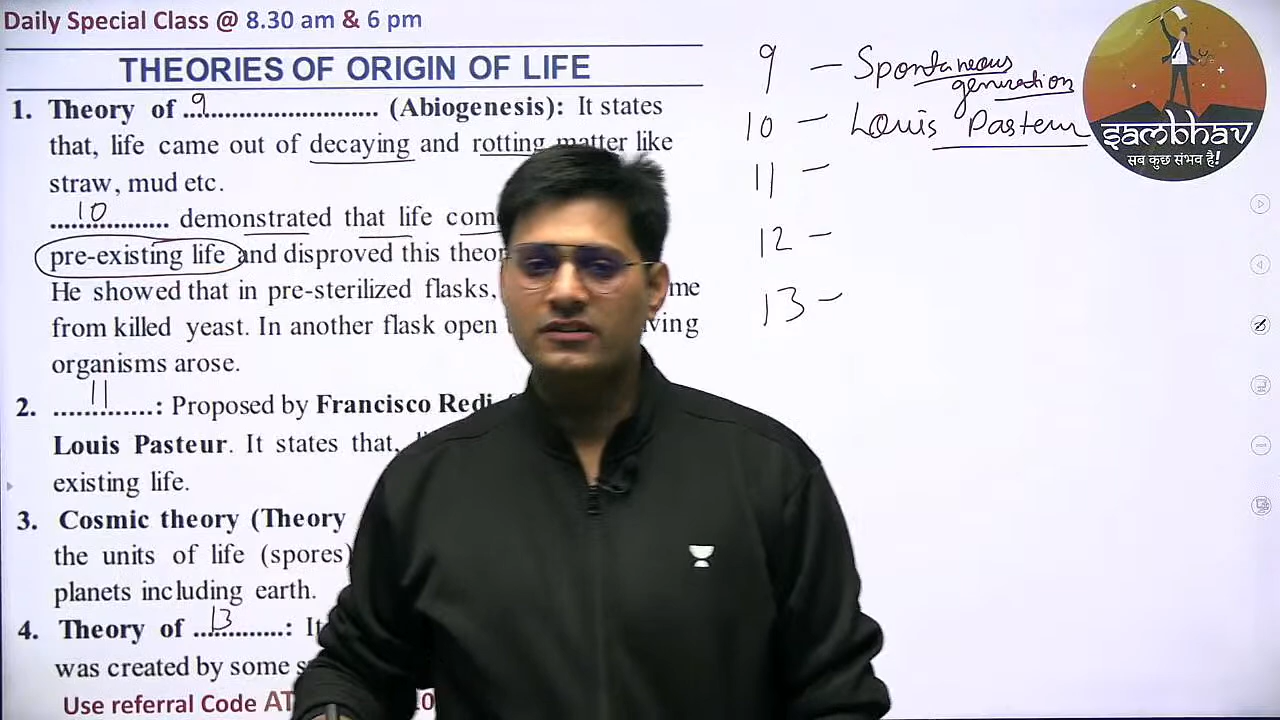 Daily Special Class @ 8.30 am & 6 pm
THEORIES OF ORIGIN OF LIFE
1. Theory of ..9.......................... (Abiogenesis): It states
that, life came out of decaying and rotting matter like
straw, mud etc.
....10............. demonstrated that life com
pre-existing life and disproved this theor
He showed that in pre-sterilized flasks, me
from killed yeast. In another flask open ving
organisms arose.
2. ....11.........: Proposed by Francisco Redi,
Louis Pasteur. It states that,
existing life.
3. Cosmic theory (Theory
the units of life (spores)
planets including earth.
4. Theory of ..13...........: It
was created by some s
Use referral Code AT
9 - Spontaneous
generation
10 - Louis Pasteur
11 -
12 -
13 -
sambhav
सब कुछ संभव है!